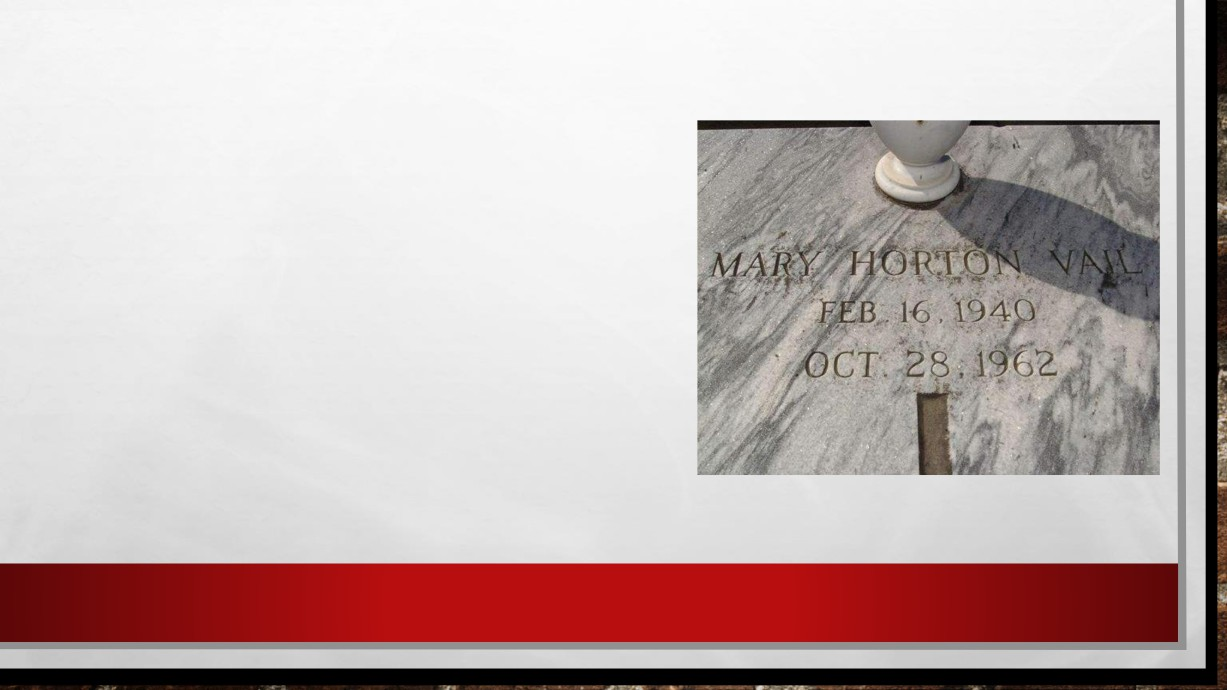 MARY HORTON VAIL
FEB. 16, 1940
OCT. 28, 1962